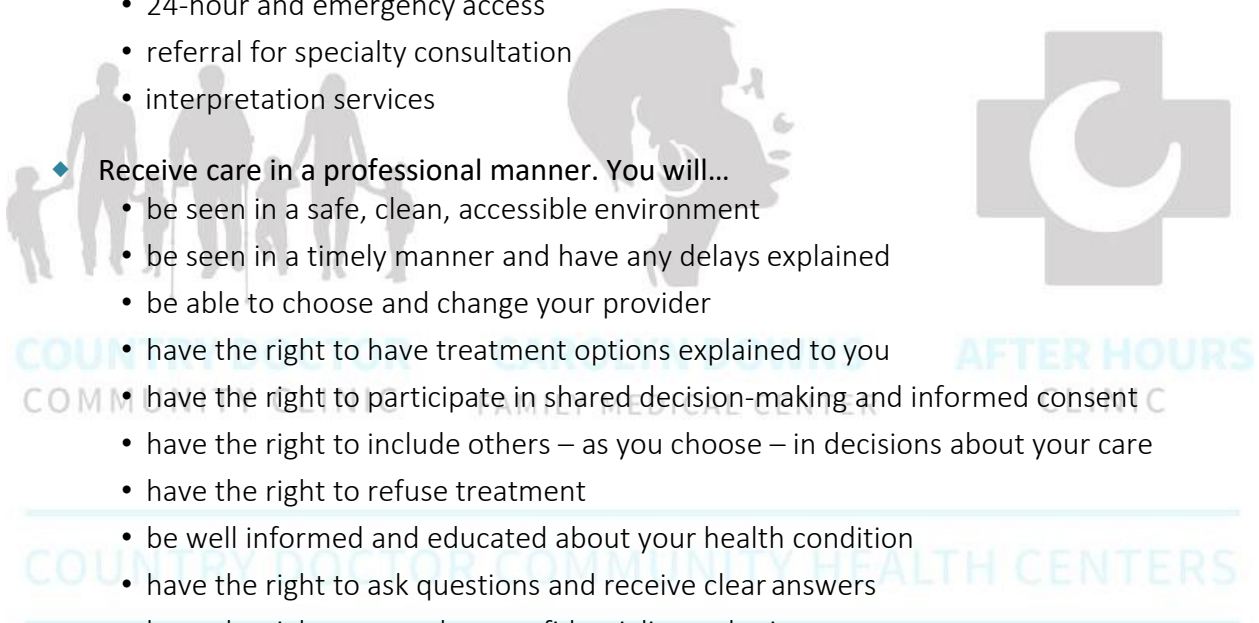 • 24-hour and emergency access
• referral for specialty consultation
• interpretation services
Receive care in a professional manner. You will…
• be seen in a safe, clean, accessible environment
• be seen in a timely manner and have any delays explained
• be able to choose and change your provider
• have the right to have treatment options explained to you
• have the right to participate in shared decision-making and informed consent
• have the right to include others – as you choose – in decisions about your care
• have the right to refuse treatment
• be well informed and educated about your health condition
• have the right to ask questions and receive clear answers
COUNTRY DOCTOR
COMMUNITY CLINIC
CAROLYN DOWNS
FAMILY MEDICAL CENTER
AFTER HOURS
CLINIC
COUNTRY DOCTOR COMMUNITY HEALTH CENTERS